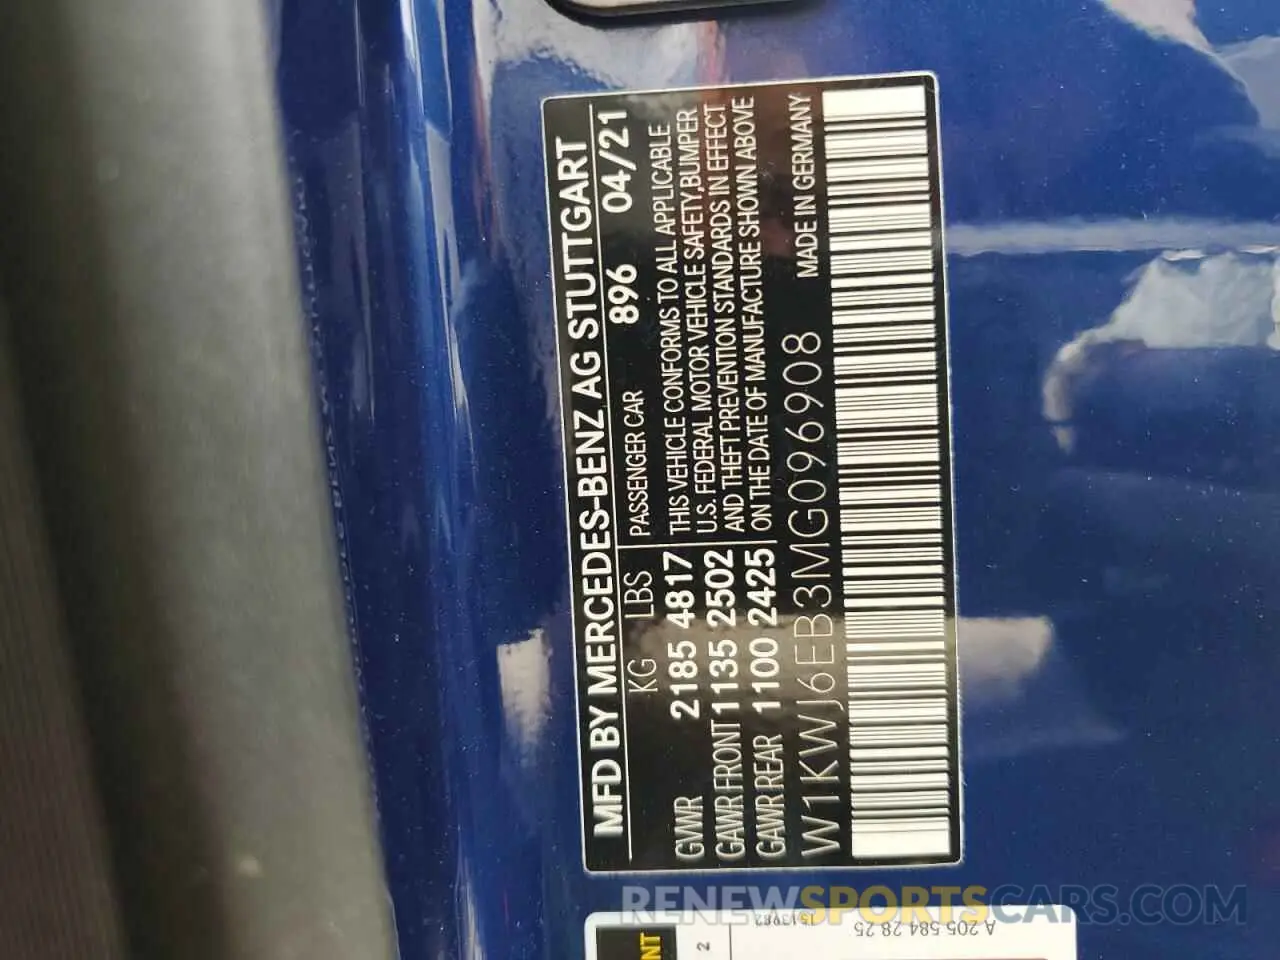 MFD BY MERCEDES-BENZ AG STUTTGART
KG LBS PASSENGER CAR 896 04/21
GVWR 2185 4817
GAWR FRONT 1135 2502
GAWR REAR 1100 2425
THIS VEHICLE CONFORMS TO ALL APPLICABLE
U.S. FEDERAL MOTOR VEHICLE SAFETY,BUMPER
AND THEFT PREVENTION STANDARDS IN EFFECT
ON THE DATE OF MANUFACTURE SHOWN ABOVE
W1KWJ6EB3MG096908 MADE IN GERMANY
2
1513982
A 205 584 28 25
RENEWSPORTSCARS.COM